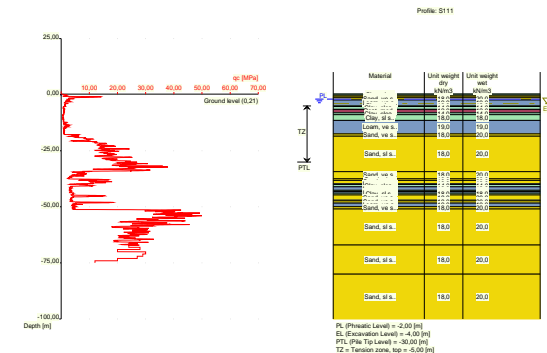 Profile: S111
25,00
qc [MPa]
10,00 20,00 30,00 40,00 50,00 60,00 70,00
0,00
Ground level (0,21)
-25,00
-50,00
-75,00
-100,00
Depth [m]
Material
Unit weight
dry
kN/m3
Unit weight
wet
kN/m3
PL
TZ
PTL
Clay, sl s.. 18,0 18,0
Loam, ve s.. 19,0 19,0
Sand, ve s.. 18,0 20,0
Sand, sl s.. 18,0 20,0
Sand, ve s.. 18,0 20,0
Sand, sl s.. 18,0 20,0
Sand, sl s.. 18,0 20,0
Sand, sl s.. 18,0 20,0
PL (Phreatic Level) = -2,00 [m]
EL (Excavation Level) = -4,00 [m]
PTL (Pile Tip Level) = -30,00 [m]
TZ = Tension zone, top = -5,00 [m]